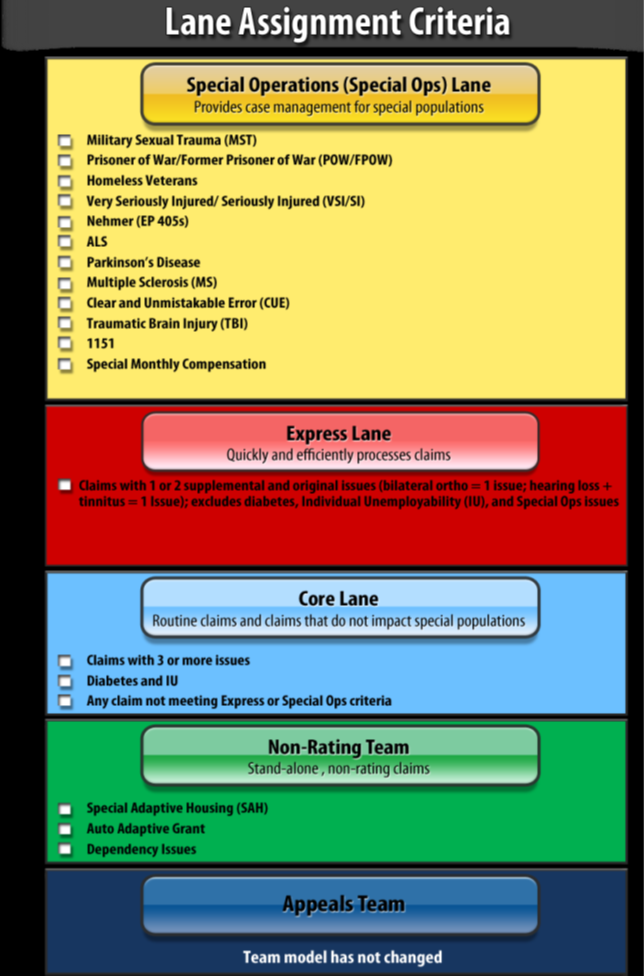 Lane Assignment Criteria
Special Operations (Special Ops) Lane
Provides case management for special populations
Military Sexual Trauma (MST)
Prisoner of War/Former Prisoner of War (POW/FPOW)
Homeless Veterans
Very Seriously Injured/ Seriously Injured (VSI/SI)
Nehmer (EP 405s)
ALS
Parkinson's Disease
Multiple Sclerosis (MS)
Clear and Unmistakable Error (CUE)
Traumatic Brain Injury (TBI)
1151
Special Monthly Compensation
Express Lane
Quickly and efficiently processes claims
Claims with 1 or 2 supplemental and original issues (bilateral ortho = 1 issue; hearing loss +
tinnitus = 1 Issue); excludes diabetes, Individual Unemployability (IU), and Special Ops issues
Core Lane
Routine claims and claims that do not impact special populations
Claims with 3 or more issues
Diabetes and IU
Any claim not meeting Express or Special Ops criteria
Non-Rating Team
Stand-alone , non-rating claims
Special Adaptive Housing (SAH)
Auto Adaptive Grant
Dependency Issues
Appeals Team
Team model has not changed